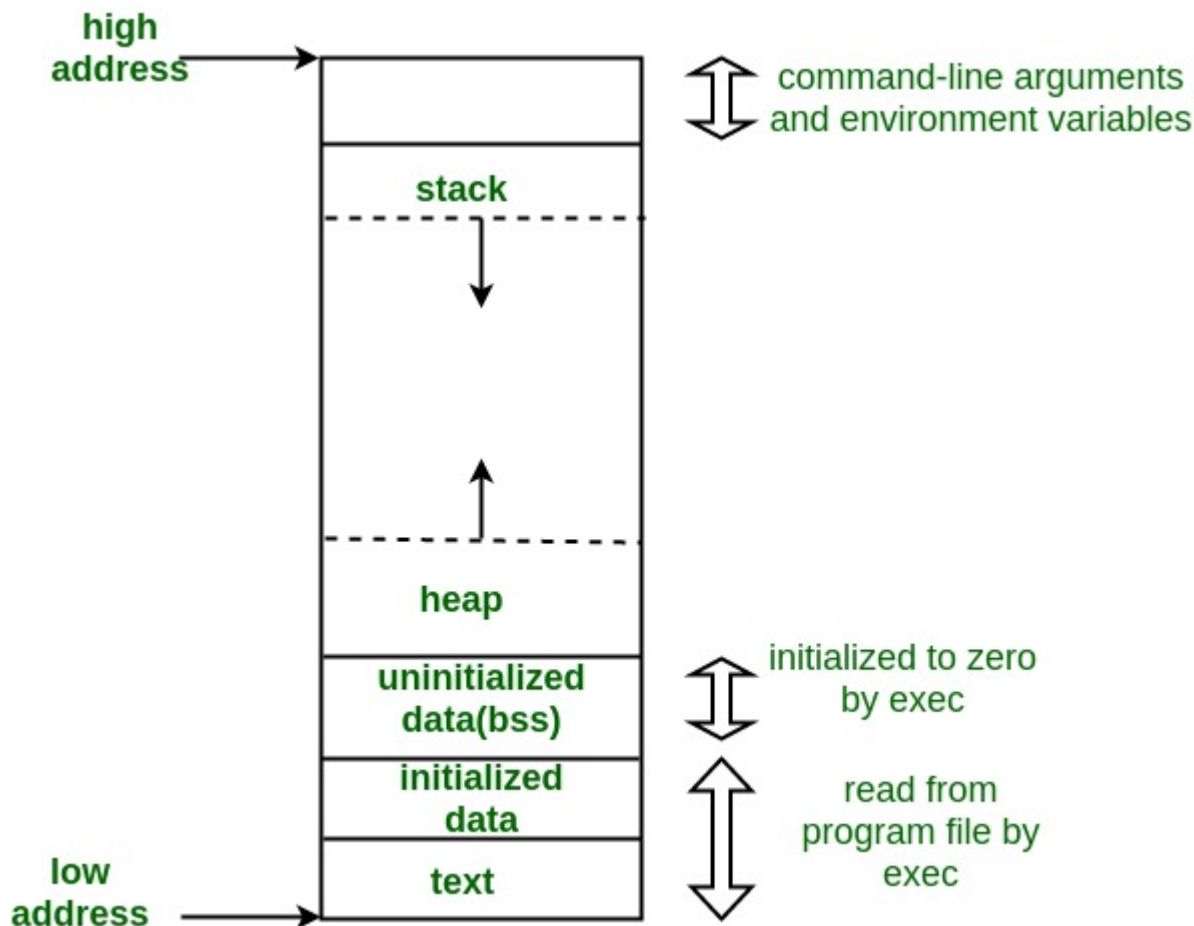 high
address
command-line arguments
and environment variables
stack
heap
uninitialized
data(bss)
initialized to zero
by exec
initialized
data
read from
program file by
exec
text
low
address